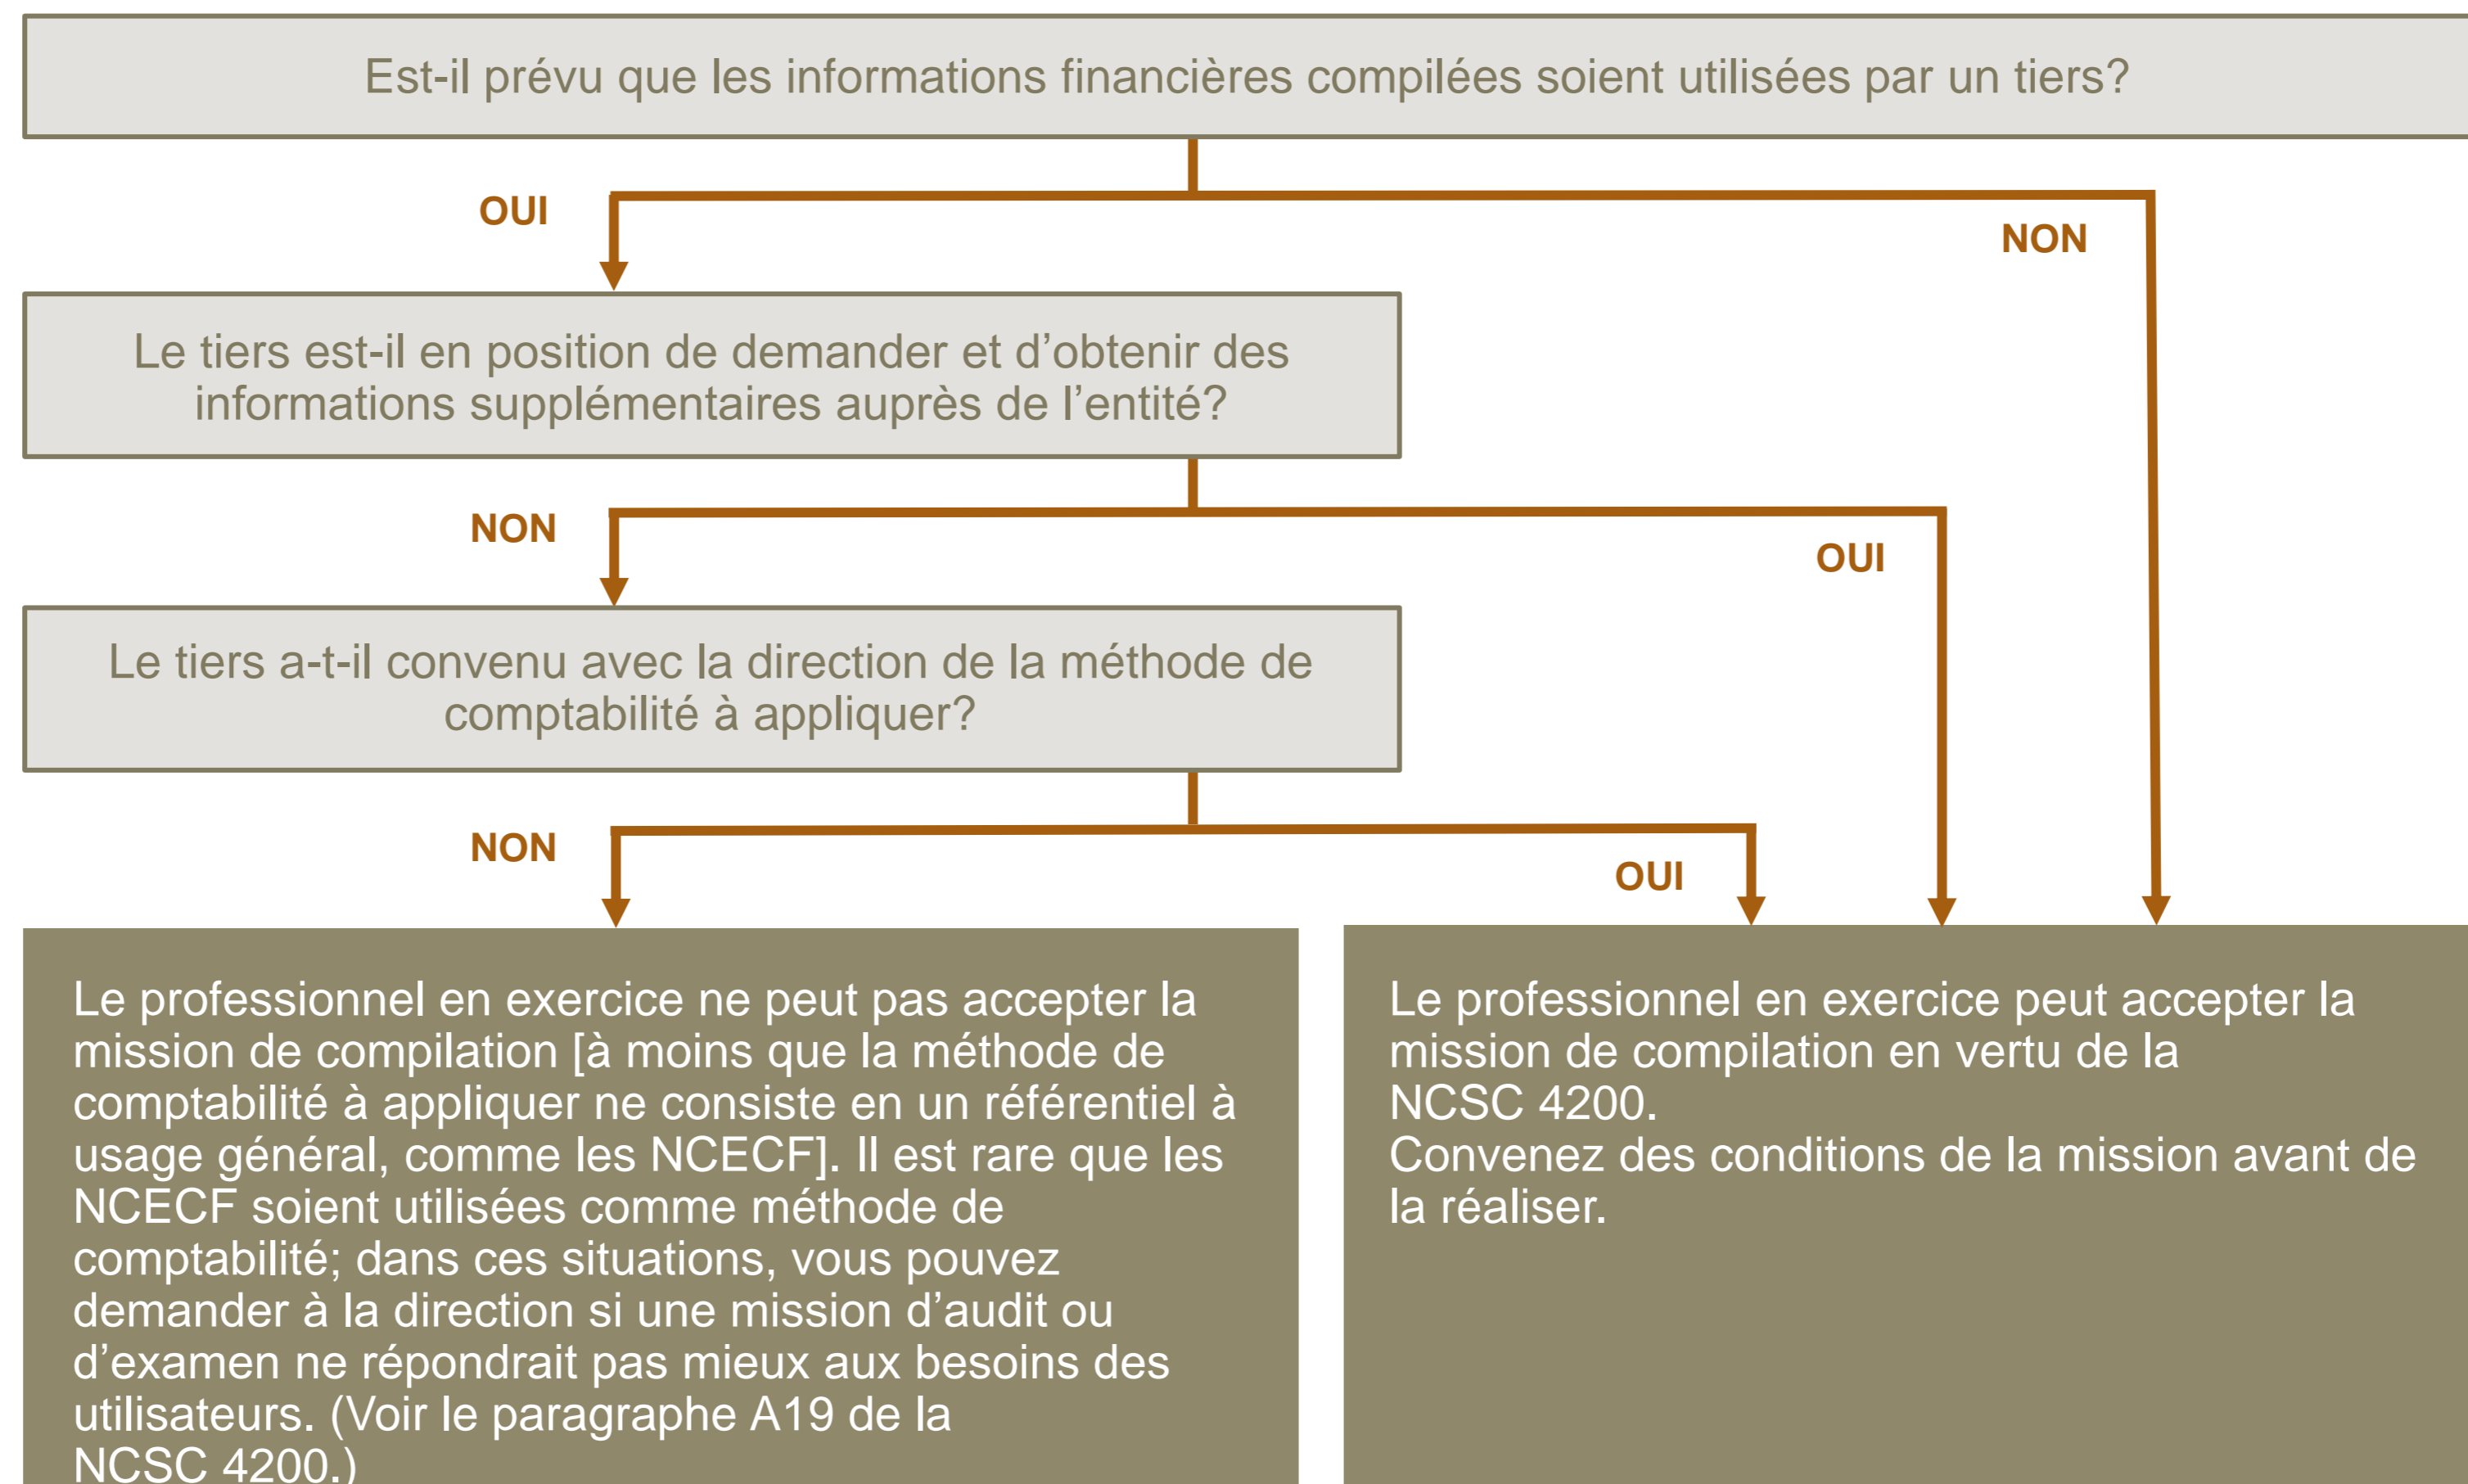 Est-il prévu que les informations financières compilées soient utilisées par un tiers?
OUI
NON
Le tiers est-il en position de demander et d’obtenir des
informations supplémentaires auprès de l’entité?
NON
OUI
Le tiers a-t-il convenu avec la direction de la méthode de
comptabilité à appliquer?
NON
OUI
Le professionnel en exercice ne peut pas accepter la
mission de compilation [à moins que la méthode de
comptabilité à appliquer ne consiste en un référentiel à
usage général, comme les NCECF]. Il est rare que les
NCECF soient utilisées comme méthode de
comptabilité; dans ces situations, vous pouvez
demander à la direction si une mission d’audit ou
d’examen ne répondrait pas mieux aux besoins des
utilisateurs. (Voir le paragraphe A19 de la
NCSC 4200.)
Le professionnel en exercice peut accepter la
mission de compilation en vertu de la
NCSC 4200.
Convenez des conditions de la mission avant de
la réaliser.